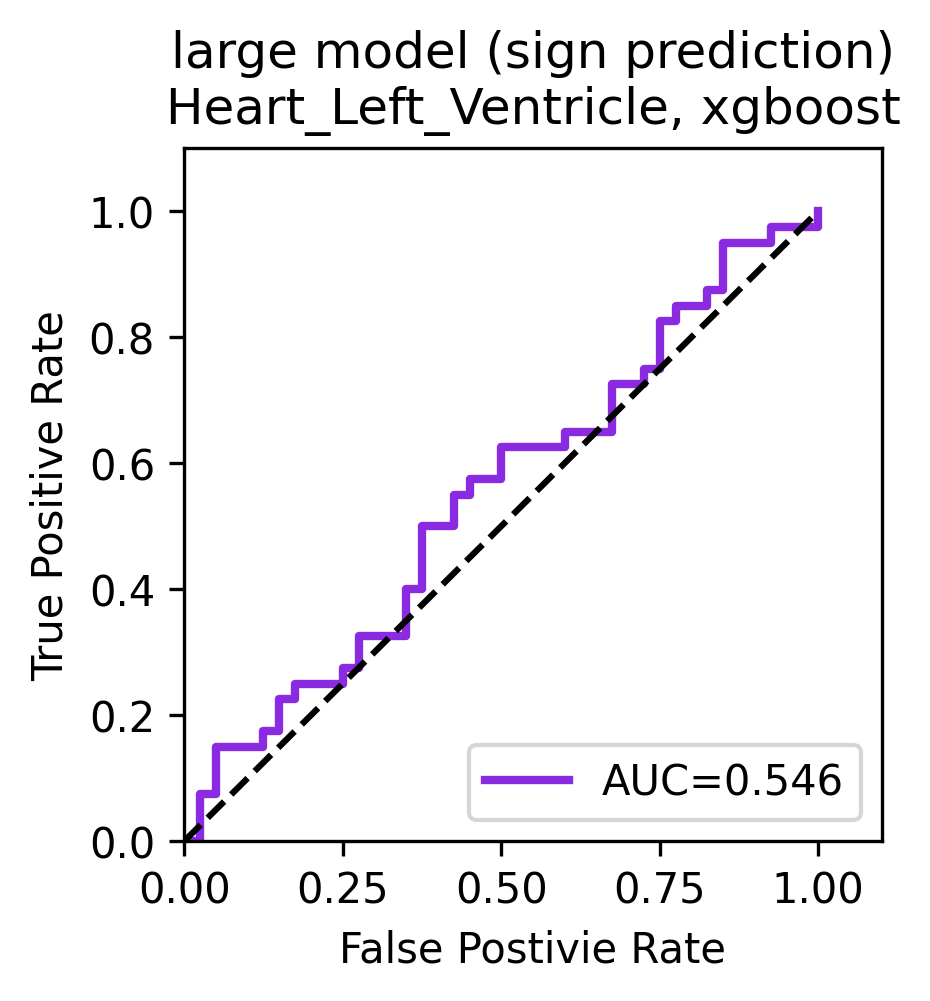 large model (sign prediction)
Heart_Left_Ventricle, xgboost
1.0
0.8
0.6
0.4
0.2
0.0
True Positive Rate
AUC=0.546
0.00 0.25 0.50 0.75 1.00
False Postivie Rate